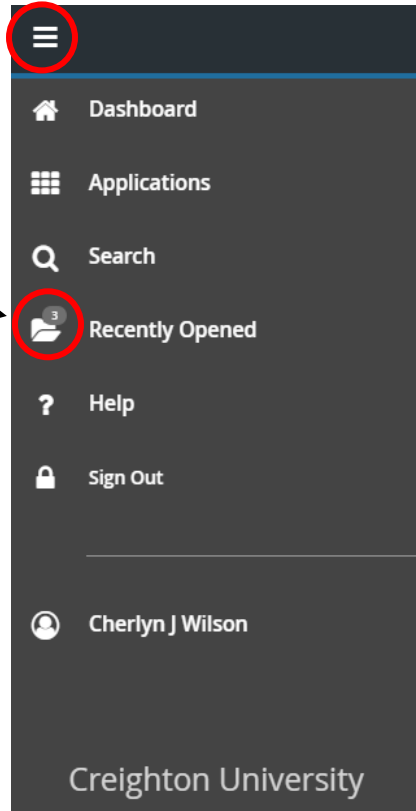 Dashboard
Applications
Search
3
Recently Opened
? Help
Sign Out
Cherlyn J Wilson
Creighton University